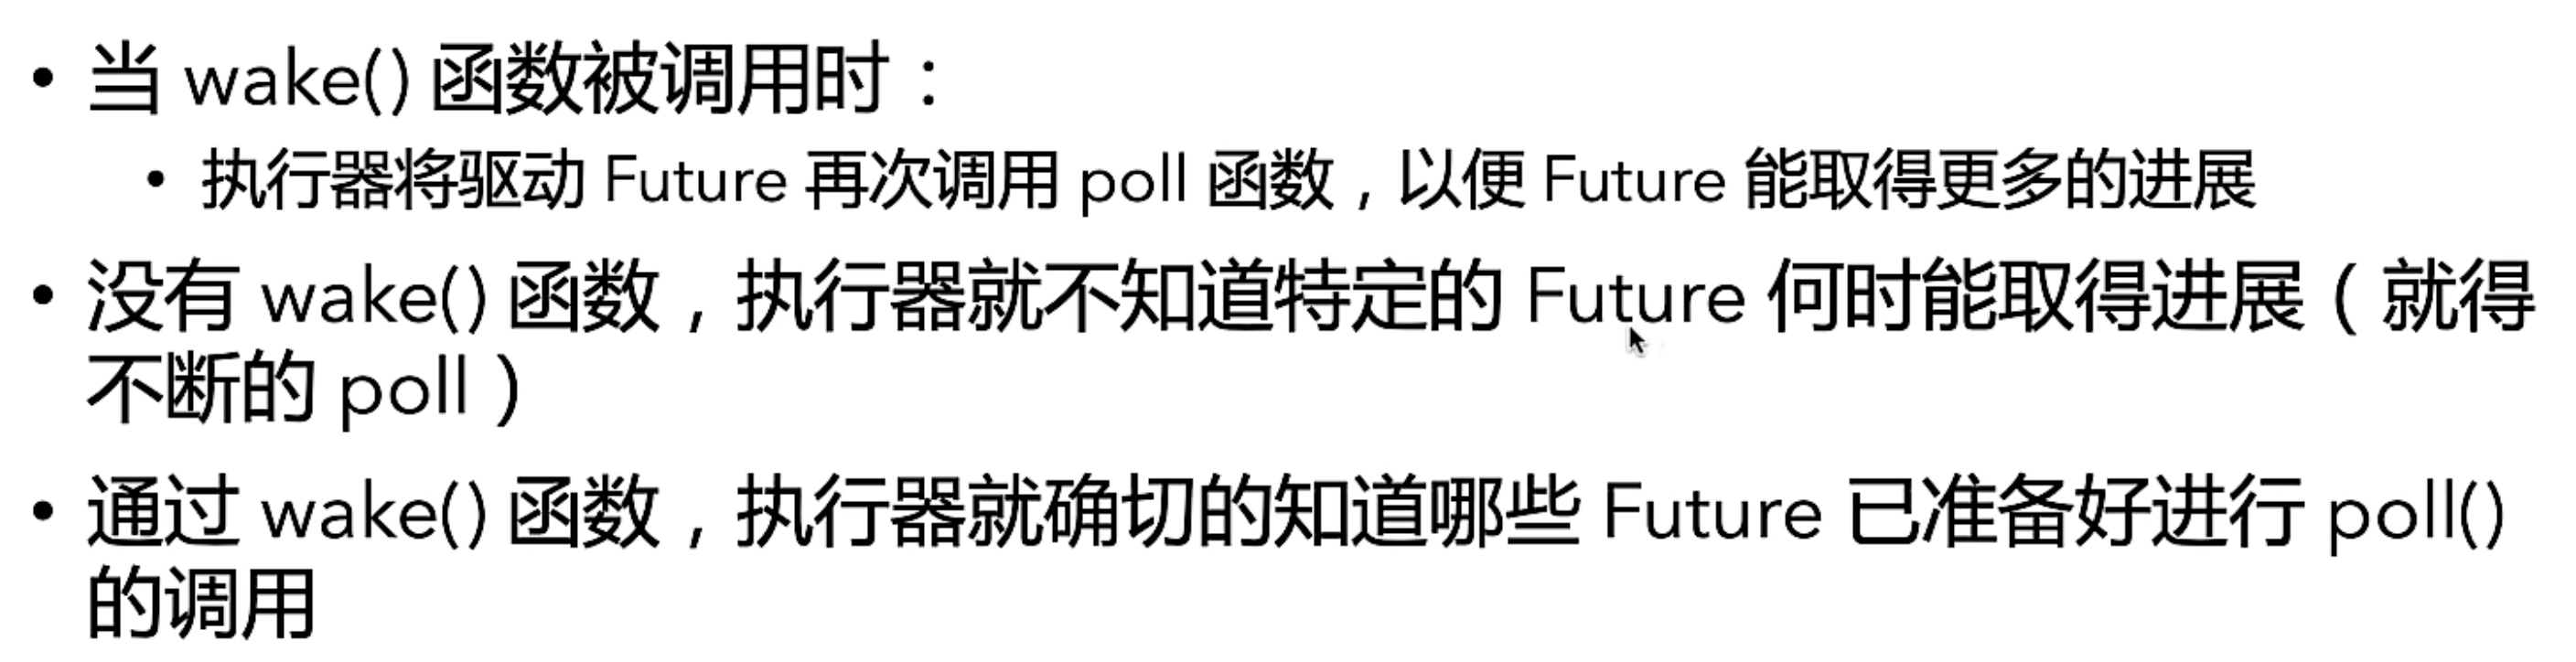 • 当 wake() 函数被调用时：
• 执行器将驱动 Future 再次调用 poll 函数，以便 Future 能取得更多的进展
• 没有 wake() 函数，执行器就不知道特定的 Future 何时能取得进展（就得
不断的 poll）
• 通过 wake() 函数，执行器就确切的知道哪些 Future 已准备好进行 poll()
的调用